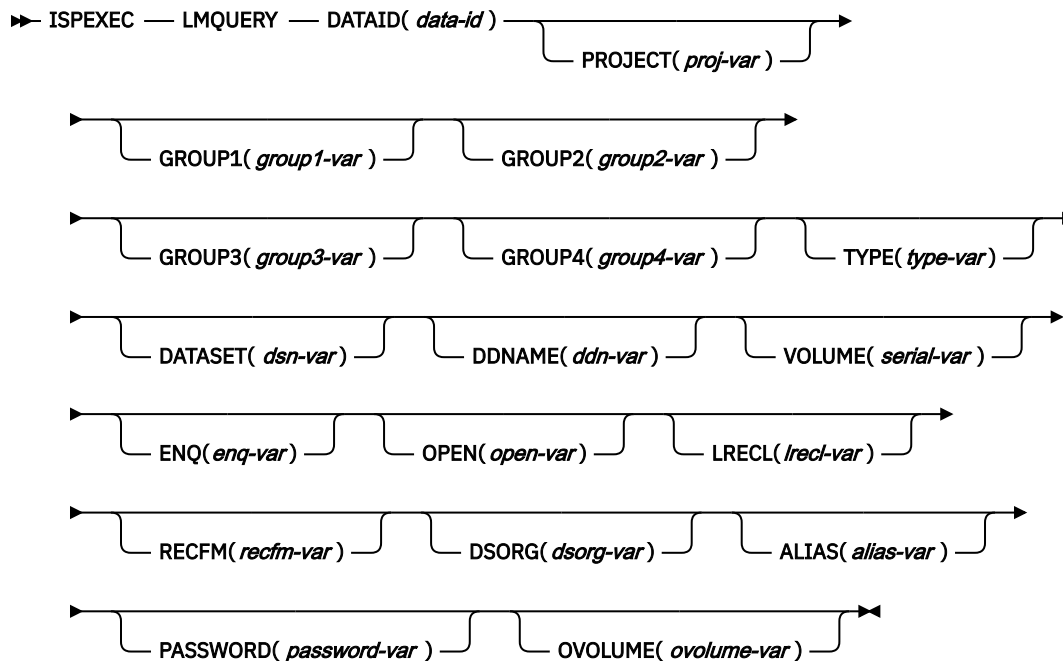 ISPEXEC LMQUERY DATAID( data-id )
PROJECT( proj-var )
GROUP1( group1-var ) GROUP2( group2-var )
GROUP3( group3-var ) GROUP4( group4-var ) TYPE( type-var )
DATASET( dsn-var ) DDNAME( ddn-var ) VOLUME( serial-var )
ENQ(enq-var ) OPEN( open-var ) LRECL(lrecl-var )
RECFM( recfm-var ) DSORG( dsorg-var ) ALIAS( alias-var )
PASSWORD( password-var ) OVOLUME( ovolume-var )